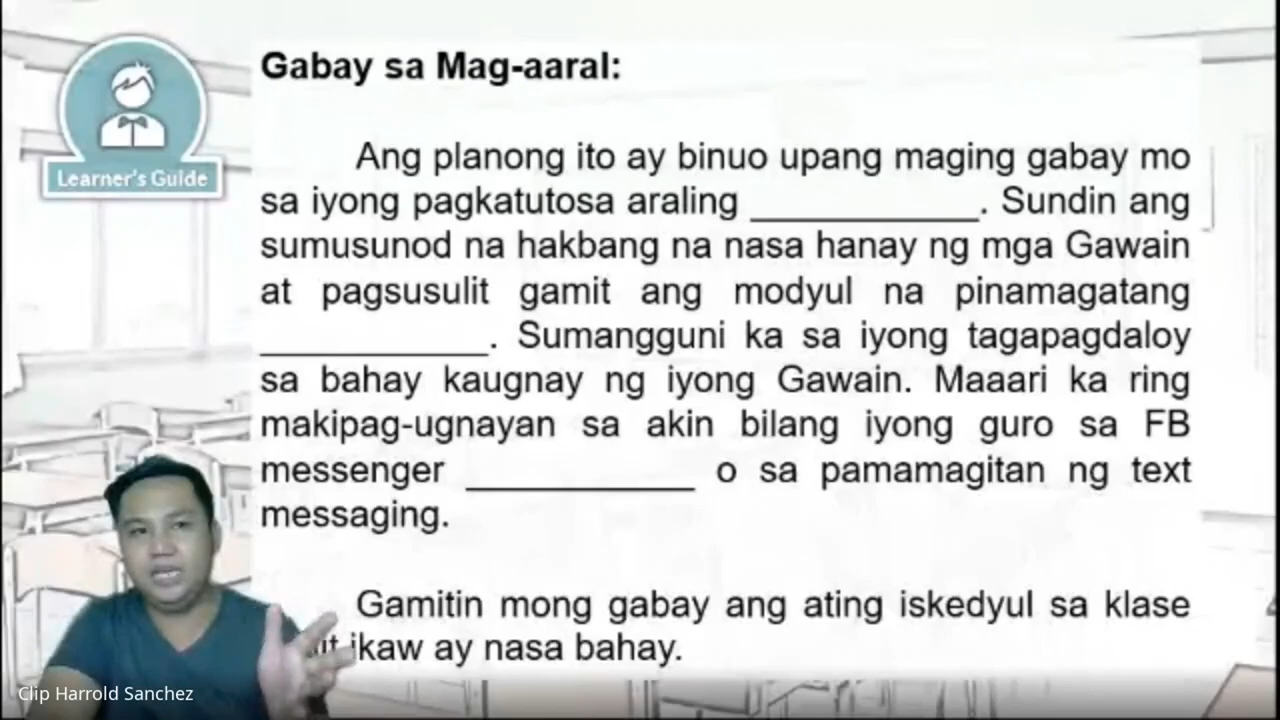 Gabay sa Mag-aaral:
Learner's Guide
Ang planong ito ay binuo upang maging gabay mo
sa iyong pagkatutosa araling ____________. Sundin ang
sumusunod na hakbang na nasa hanay ng mga Gawain
at pagsusulit gamit ang modyul na pinamagatang
____________. Sumangguni ka sa iyong tagapagdaloy
sa bahay kaugnay ng iyong Gawain. Maaari ka ring
makipag-ugnayan sa akin bilang iyong guro sa FB
messenger ____________ o sa pamamagitan ng text
messaging.
Gamitin mong gabay ang ating iskedyul sa klase
ikaw ay nasa bahay.
Clip Harrold Sanchez